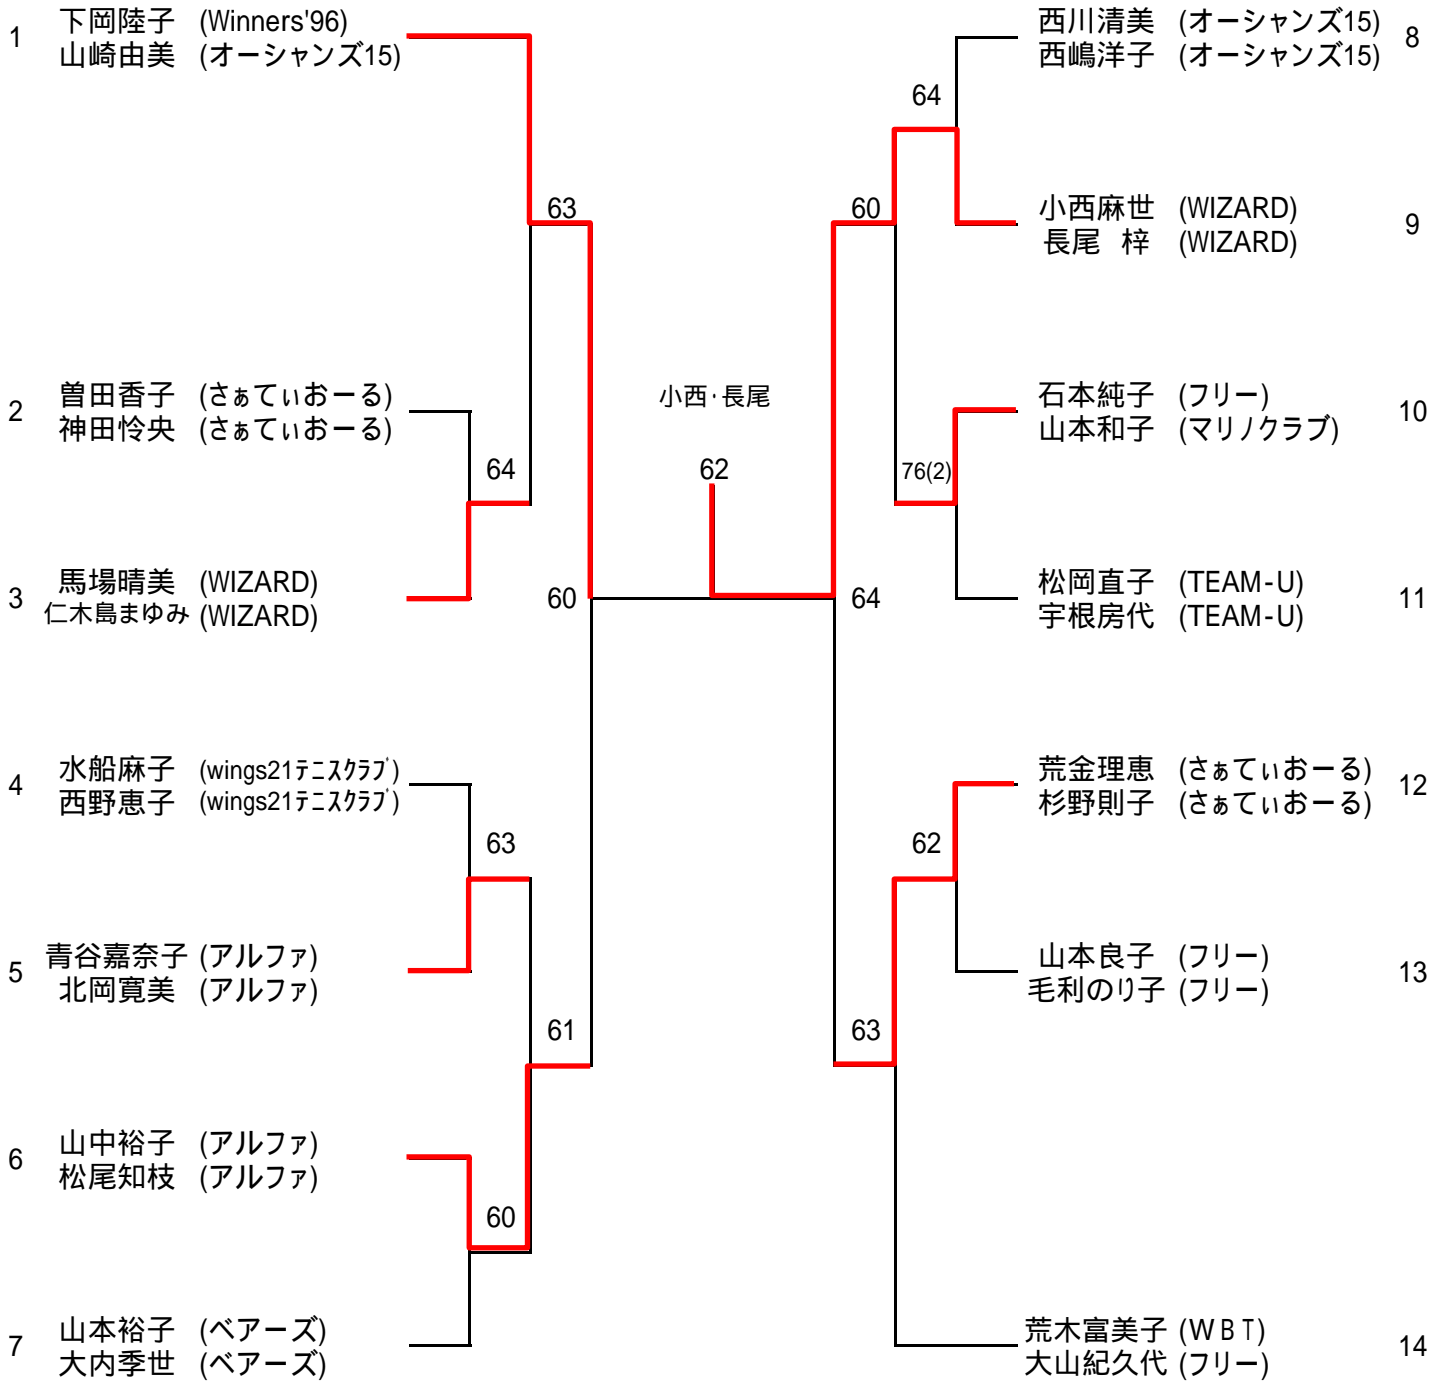 1 下岡陸子 (Winners'96)
山崎由美 (オーシャンズ15)
63
2 曽田香子 (さぁてぃおーる)
神田怜央 (さぁてぃおーる)
64
3 馬場晴美 (WIZARD)
仁木島まゆみ (WIZARD)
60
4 水船麻子 (wings21ﾃﾆｽｸﾗﾌﾞ)
西野恵子 (wings21ﾃﾆｽｸﾗﾌﾞ)
63
5 青谷嘉奈子 (アルファ)
北岡寛美 (アルファ)
61
6 山中裕子 (アルファ)
松尾知枝 (アルファ)
60
7 山本裕子 (ベアーズ)
大内季世 (ベアーズ)
小西・長尾
62
西川清美 (オーシャンズ15) 8
西嶋洋子 (オーシャンズ15)
64
60
小西麻世 (WIZARD) 9
長尾 梓 (WIZARD)
石本純子 (フリー) 10
山本和子 (マリノクラブ)
76(2)
松岡直子 (TEAM-U) 11
宇根房代 (TEAM-U)
64
荒金理恵 (さぁてぃおーる) 12
杉野則子 (さぁてぃおーる)
62
山本良子 (フリー) 13
毛利のり子 (フリー)
63
荒木富美子 (ＷＢＴ) 14
大山紀久代 (フリー)